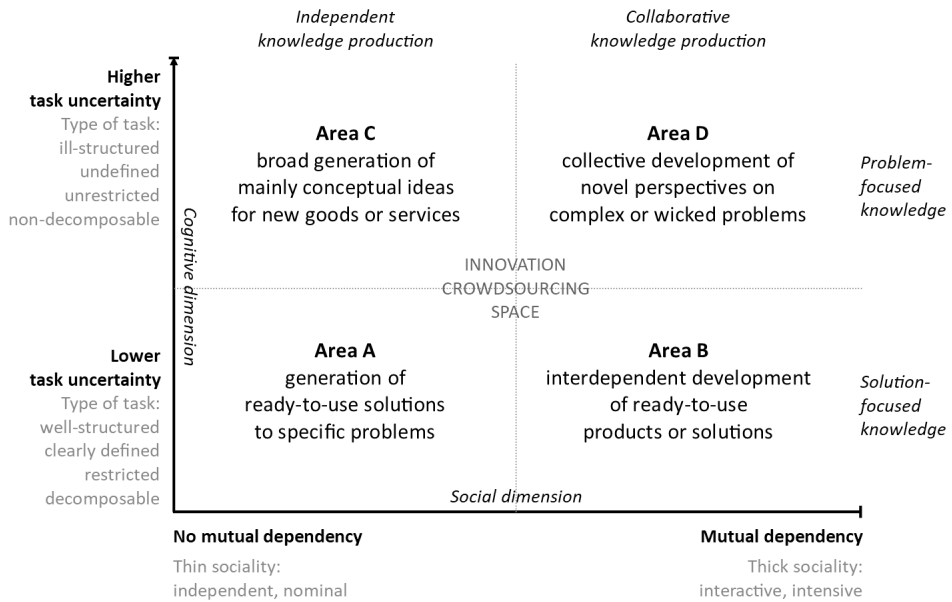 Independent
knowledge production
Collaborative
knowledge production
Higher
task uncertainty
Type of task:
ill-structured
undefined
unrestricted
non-decomposable
Area C
broad generation of
mainly conceptual ideas
for new goods or services
Area D
collective development of
novel perspectives on
complex or wicked problems
Problem-
focused
knowledge
Cognitive dimension
INNOVATION
CROWDSOURCING
SPACE
Lower
task uncertainty
Type of task:
well-structured
clearly defined
restricted
decomposable
Area A
generation of
ready-to-use solutions
to specific problems
Area B
interdependent development
of ready-to-use
products or solutions
Solution-
focused
knowledge
Social dimension
No mutual dependency
Thin sociality:
independent, nominal
Mutual dependency
Thick sociality:
interactive, intensive